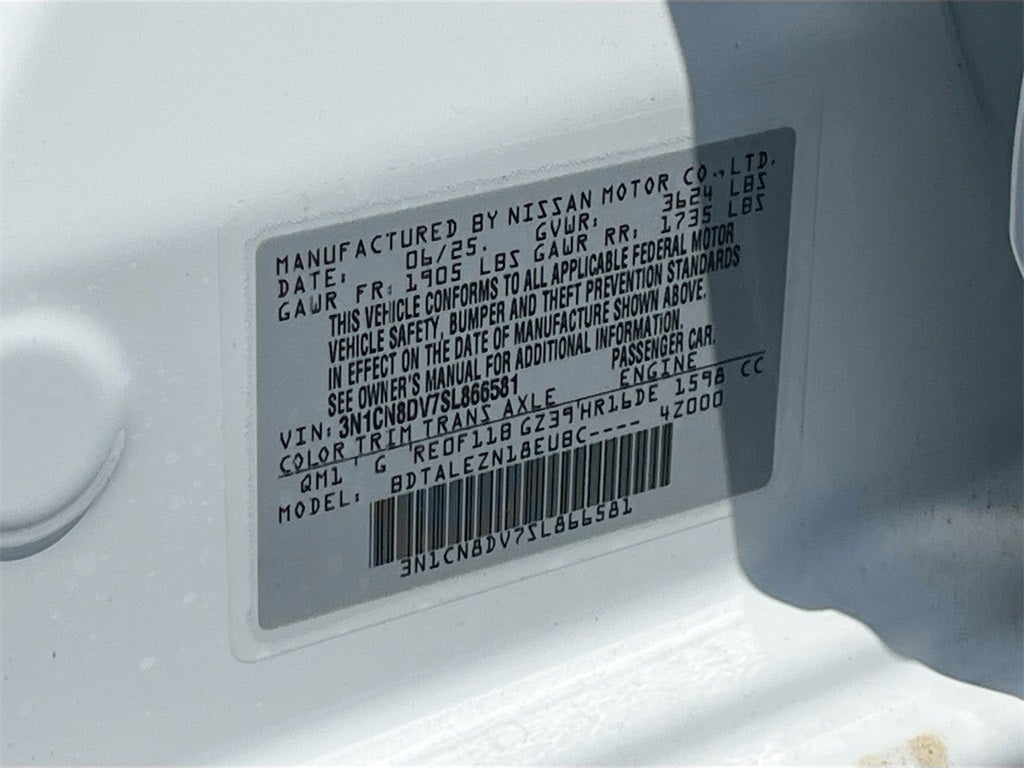 MANUFACTURED BY NISSAN MOTOR CO.,LTD.
DATE: 06/25. GVWR: 3624 LBS
GAWR FR: 1905 LBS GAWR RR: 1735 LBS
THIS VEHICLE CONFORMS TO ALL APPLICABLE FEDERAL MOTOR
VEHICLE SAFETY, BUMPER AND THEFT PREVENTION STANDARDS
IN EFFECT ON THE DATE OF MANUFACTURE SHOWN ABOVE.
SEE OWNER'S MANUAL FOR ADDITIONAL INFORMATION.
VIN: 3N1CN8DV7SL866581 PASSENGER CAR.
COLOR TRIM TRANS AXLE ENGINE
QM1 G RE0F11B GZ39 HR16DE 1598 CC
MODEL: BDTALEZN18EUBC---- 4Z000
3N1CN8DV7SL866581